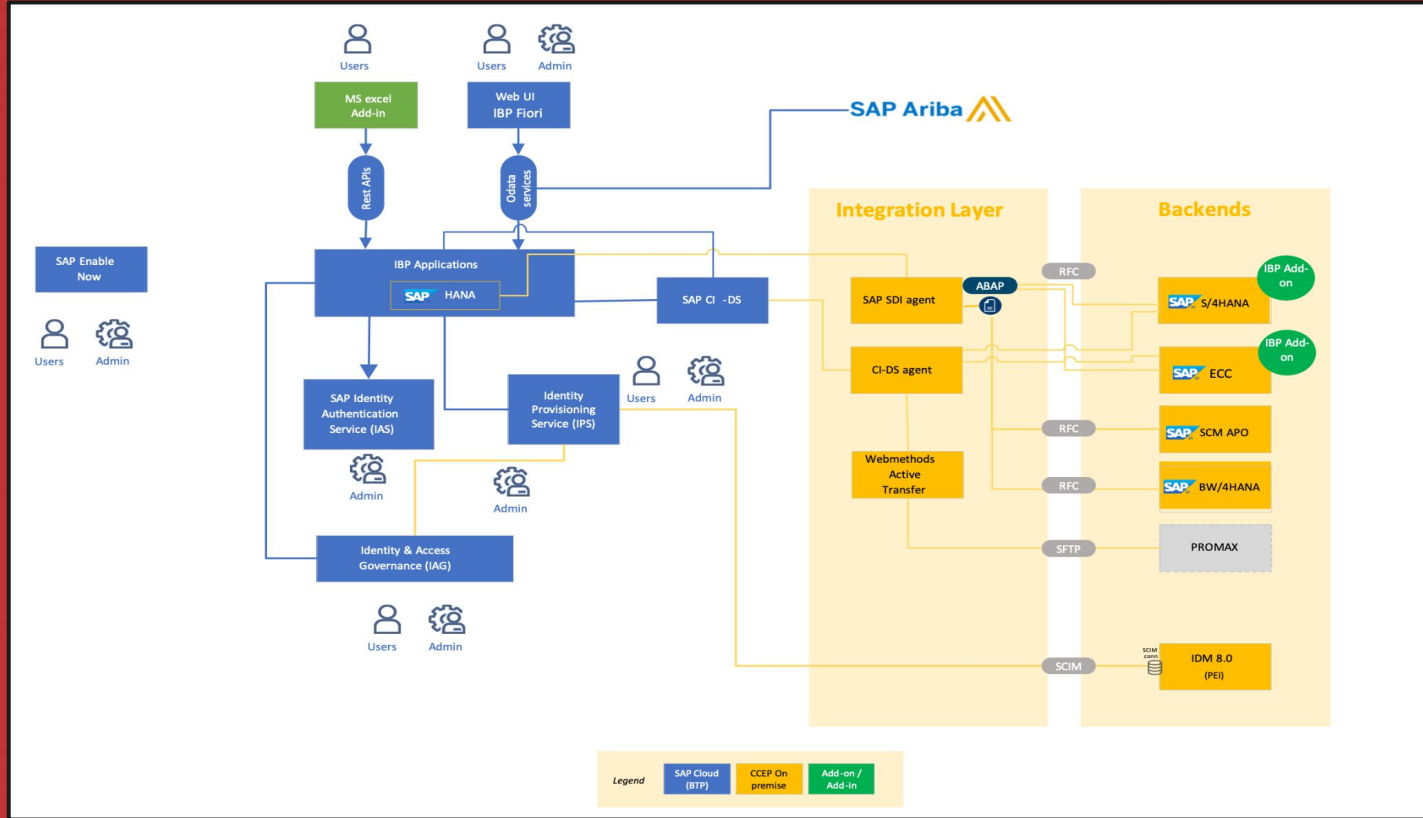 Users
Users
Admin
MS excel
Add-in
Web UI
IBP Fiori
SAP Ariba
Rest APIs
Odata
services
Integration Layer
Backends
SAP Enable
Now
Users
Admin
IBP Applications
SAP HANA
SAP CI -DS
SAP SDI agent
ABAP
RFC
IBP Add-
on
SAP S/4HANA
IBP Add-
on
CI-DS agent
SAP ECC
SAP Identity
Authentication
Service (IAS)
Admin
Identity
Provisioning
Service (IPS)
Users
Admin
Admin
RFC
SAP SCM APO
Webmethods
Active
Transfer
RFC
SAP BW/4HANA
SFTP
PROMAX
Identity & Access
Governance (IAG)
Users
Admin
SCIM
SCIM
conn
IDM 8.0
(PEI)
Legend
SAP Cloud
(BTP)
CCEP On
premise
Add-on /
Add-in